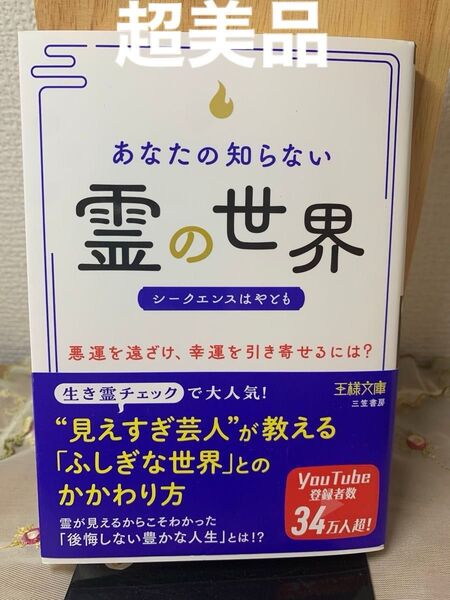 超美品
あなたの知らない
霊の世界
シークエンスはやとも
悪運を遠ざけ、幸運を引き寄せるには?
王様文庫
三笠書房
生き霊チェックで大人気!
“見えすぎ芸人”が教える
「ふしぎな世界」との
かかわり方
霊が見えるからこそわかった
「後悔しない豊かな人生」とは!?
YouTube
登録者数
34万人超!